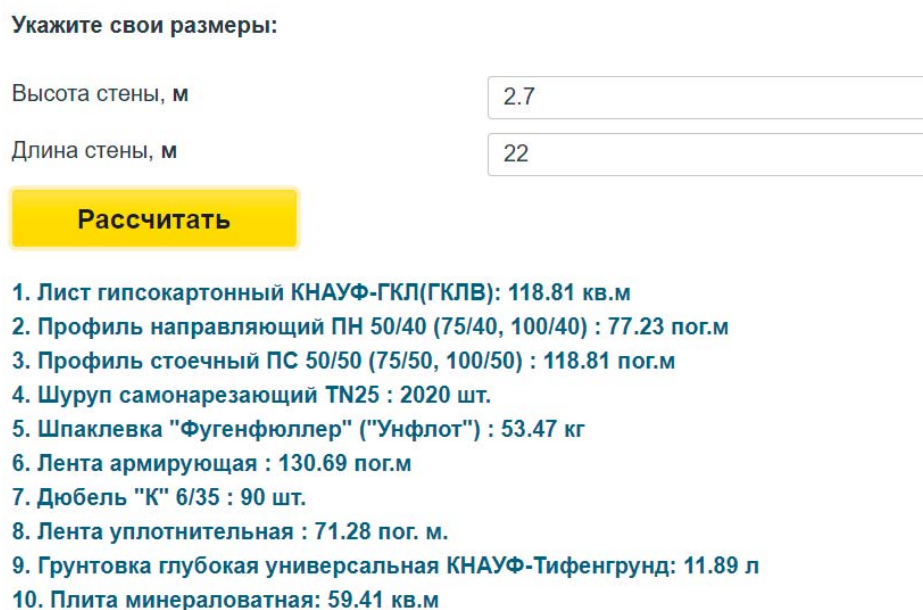 Укажите свои размеры:
Высота стены, м
2.7
Длина стены, м
22
Рассчитать
1. Лист гипсокартонный КНАУФ-ГКЛ(ГКЛВ): 118.81 кв.м
2. Профиль направляющий ПН 50/40 (75/40, 100/40) : 77.23 пог.м
3. Профиль стоечный ПС 50/50 (75/50, 100/50) : 118.81 пог.м
4. Шуруп самонарезающий TN25 : 2020 шт.
5. Шпаклевка "Фугенфюллер" ("Унфлот") : 53.47 кг
6. Лента армирующая : 130.69 пог.м
7. Дюбель "К" 6/35 : 90 шт.
8. Лента уплотнительная : 71.28 пог. м.
9. Грунтовка глубокая универсальная КНАУФ-Тифенгрунд: 11.89 л
10. Плита минераловатная: 59.41 кв.м